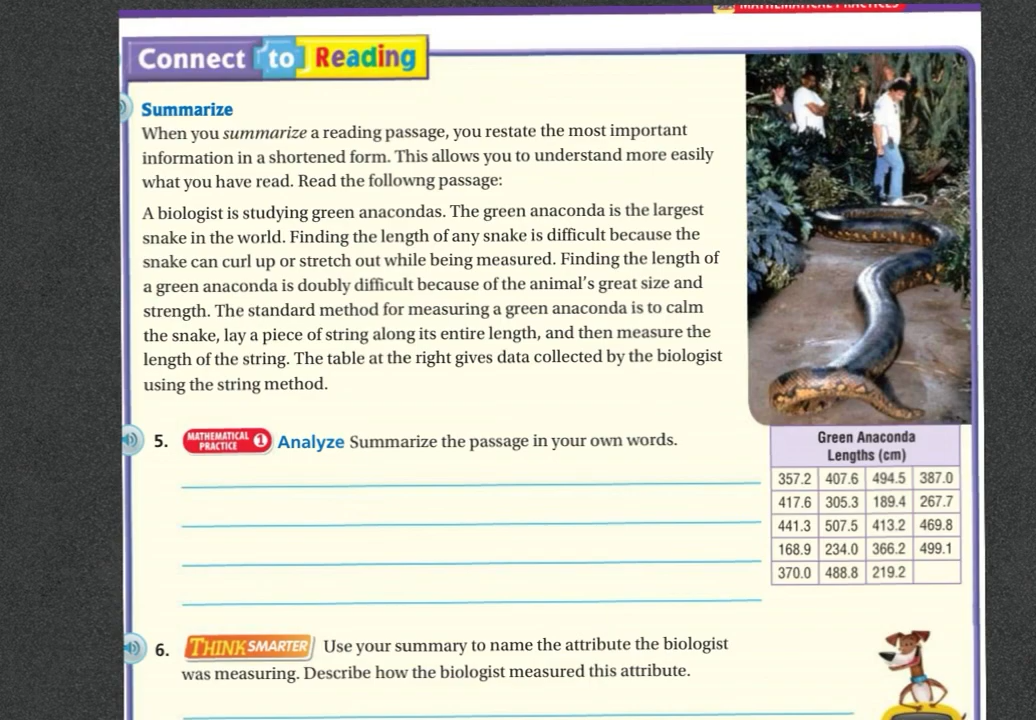 MATHEMATICAL PRACTICES
Connect to Reading
Summarize
When you summarize a reading passage, you restate the most important
information in a shortened form. This allows you to understand more easily
what you have read. Read the followng passage:
A biologist is studying green anacondas. The green anaconda is the largest
snake in the world. Finding the length of any snake is difficult because the
snake can curl up or stretch out while being measured. Finding the length of
a green anaconda is doubly difficult because of the animal's great size and
strength. The standard method for measuring a green anaconda is to calm
the snake, lay a piece of string along its entire length, and then measure the
length of the string. The table at the right gives data collected by the biologist
using the string method.
5. MATHEMATICAL PRACTICE 1 Analyze Summarize the passage in your own words.
Green Anaconda
Lengths (cm)
357.2 407.6 494.5 387.0
417.6 305.3 189.4 267.7
441.3 507.5 413.2 469.8
168.9 234.0 366.2 499.1
370.0 488.8 219.2
6. THINK SMARTER Use your summary to name the attribute the biologist
was measuring. Describe how the biologist measured this attribute.